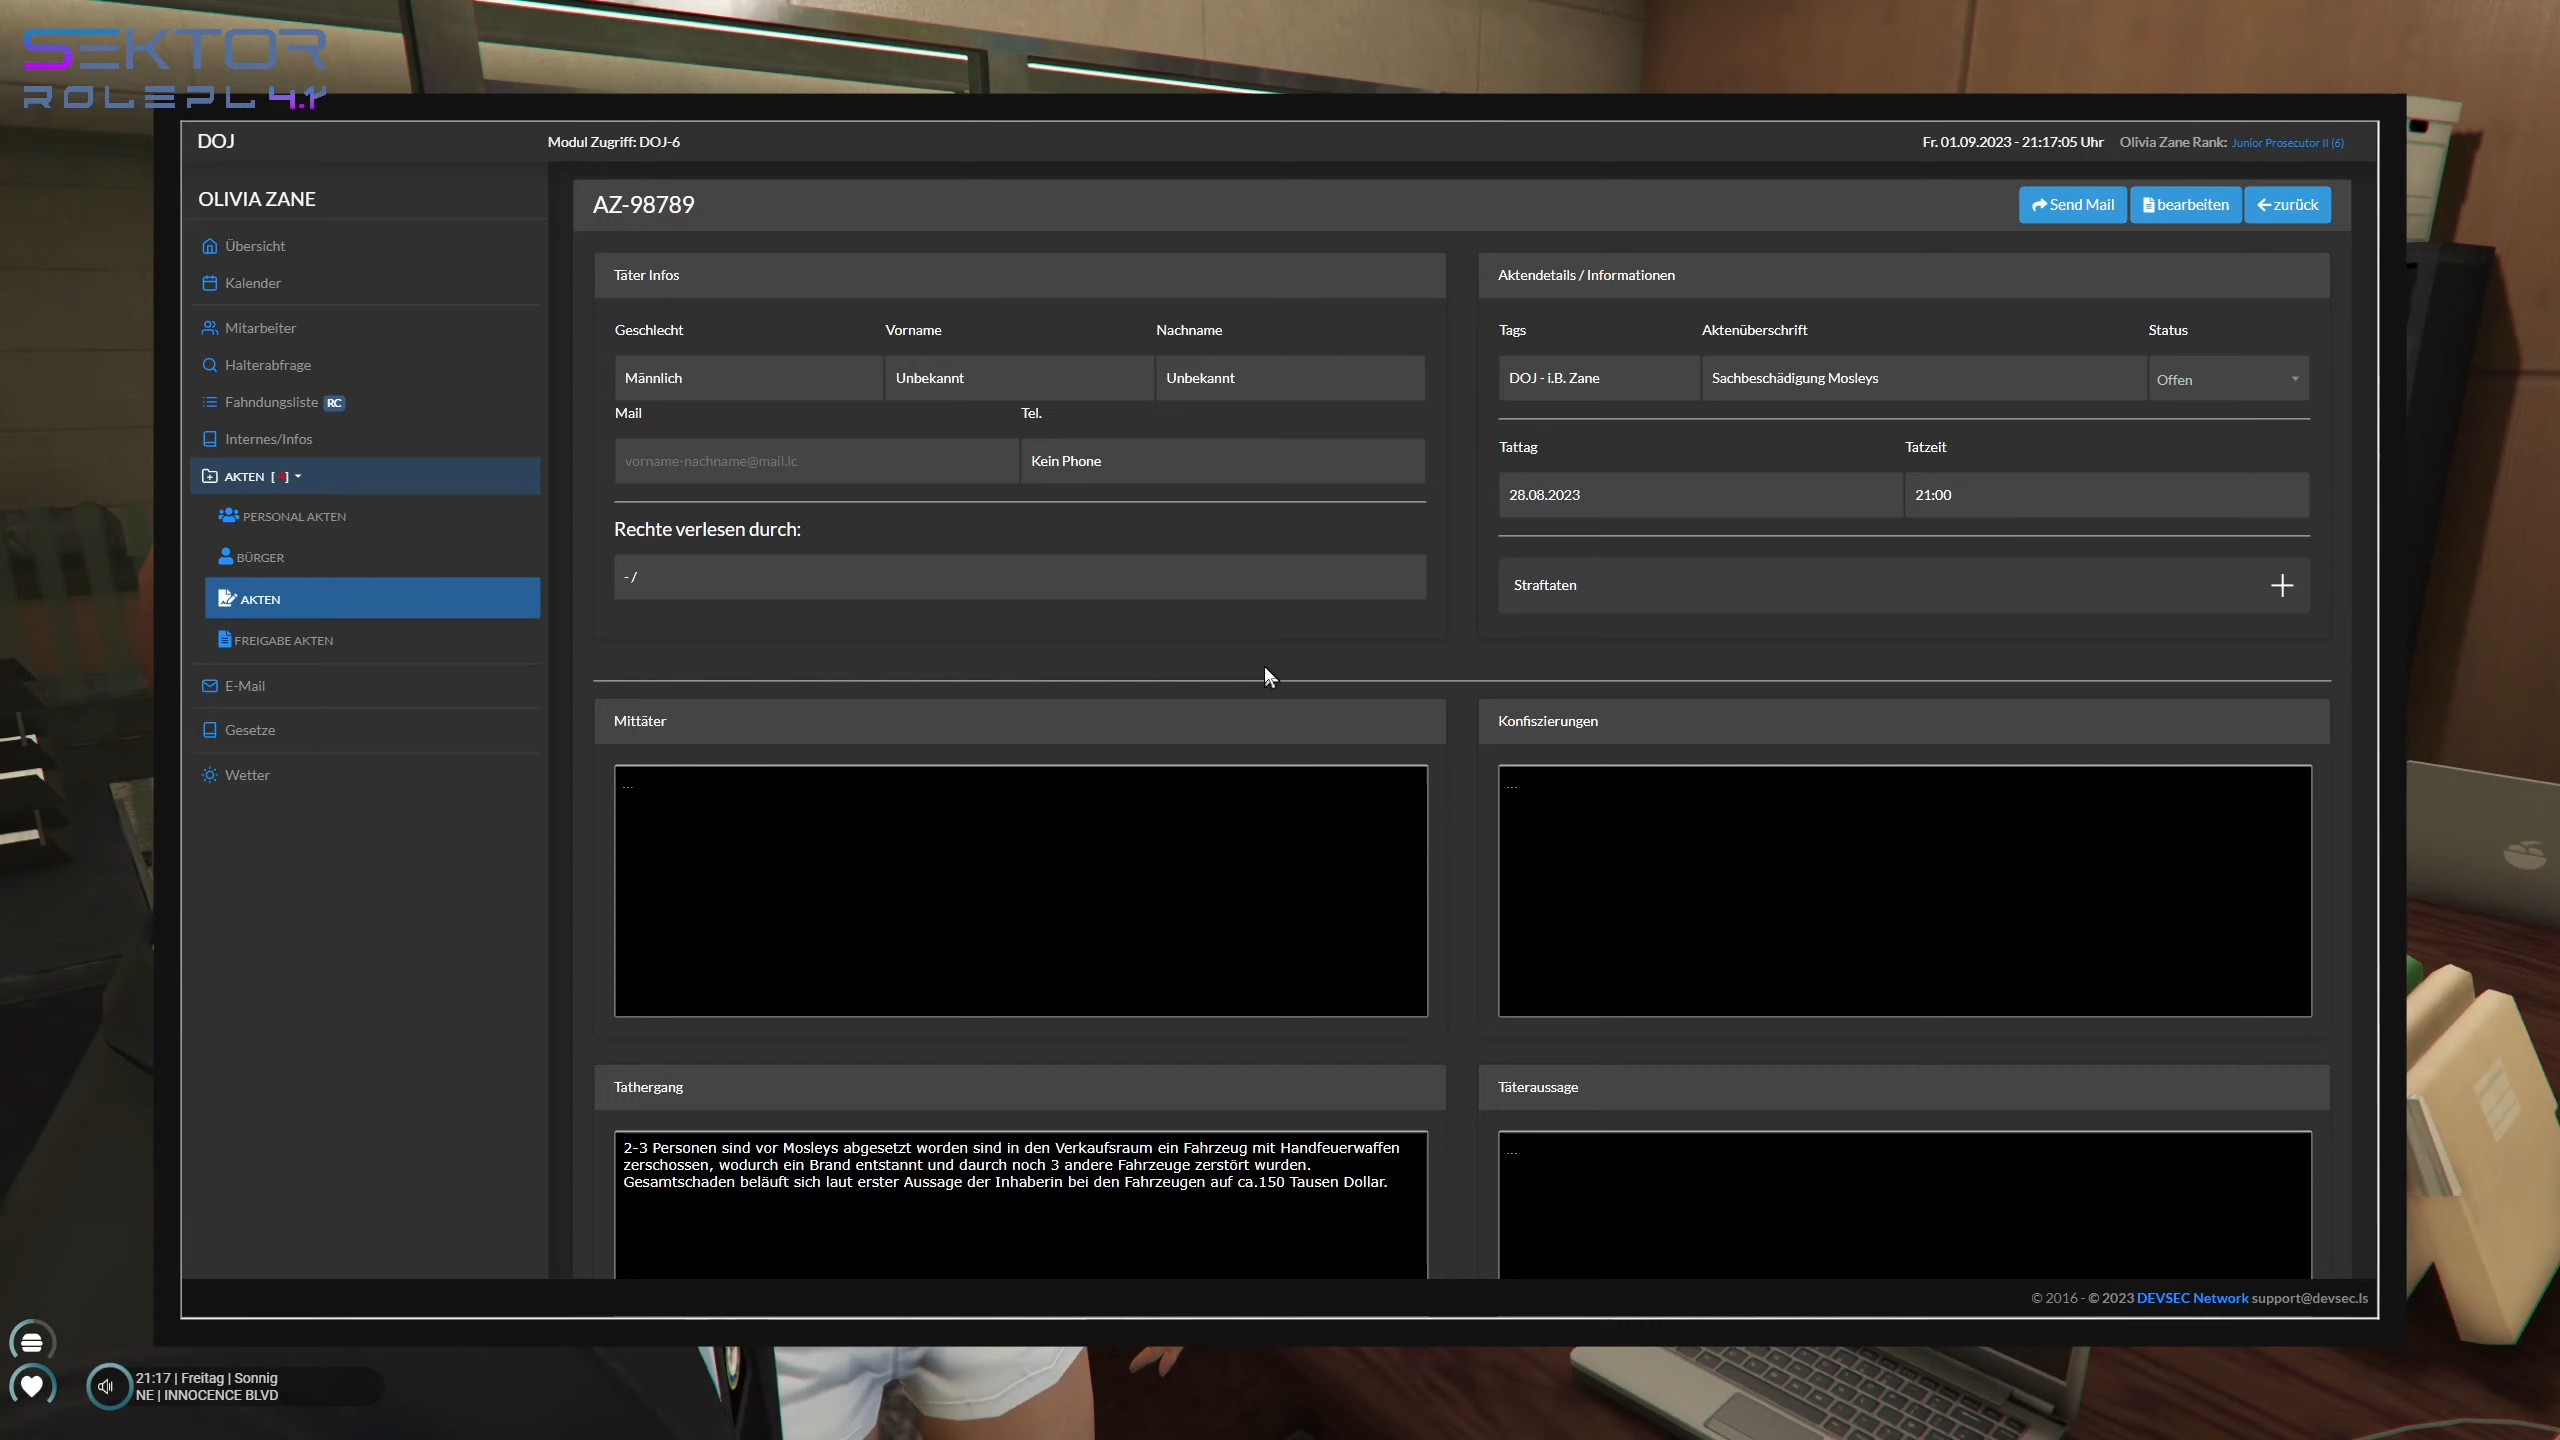 SEKTOR
ROLEPL4.Y
DOJ
Modul Zugriff: DOJ-6
Fr. 01.09.2023 - 21:17:05 Uhr
Olivia Zane Rank: Junior Prosecutor II (6)
OLIVIA ZANE
Übersicht
Kalender
Mitarbeiter
Halterabfrage
Fahndungsliste RC
Internes/Infos
AKTEN [ ]
PERSONAL AKTEN
BÜRGER
AKTEN
FREIGABE AKTEN
E-Mail
Gesetze
Wetter
AZ-98789
Send Mail
bearbeiten
zurück
Täter Infos
Geschlecht
Vorname
Nachname
Männlich
Unbekannt
Unbekannt
Mail
Tel.
vorname-nachname@mail.lc
Kein Phone
Rechte verlesen durch:
- /
Aktendetails / Informationen
Tags
Aktenüberschrift
Status
DOJ - i.B. Zane
Sachbeschädigung Mosleys
Offen
Tattag
Tatzeit
28.08.2023
21:00
Straftaten
Mittäter
...
Konfiszierungen
...
Tathergang
2-3 Personen sind vor Mosleys abgesetzt worden sind in den Verkaufsraum ein Fahrzeug mit Handfeuerwaffen
zerschossen, wodurch ein Brand entstannt und daurch noch 3 andere Fahrzeuge zerstört wurden.
Gesamtschaden beläuft sich laut erster Aussage der Inhaberin bei den Fahrzeugen auf ca.150 Tausen Dollar.
Täteraussage
...
© 2016 - © 2023 DEVSEC Network support@devsec.ls
21:17 | Freitag | Sonnig
NE | INNOCENCE BLVD